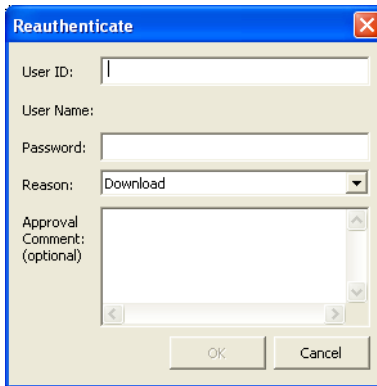 Reauthenticate
User ID:
User Name:
Password:
Reason: Download
Approval
Comment:
(optional)
OK Cancel